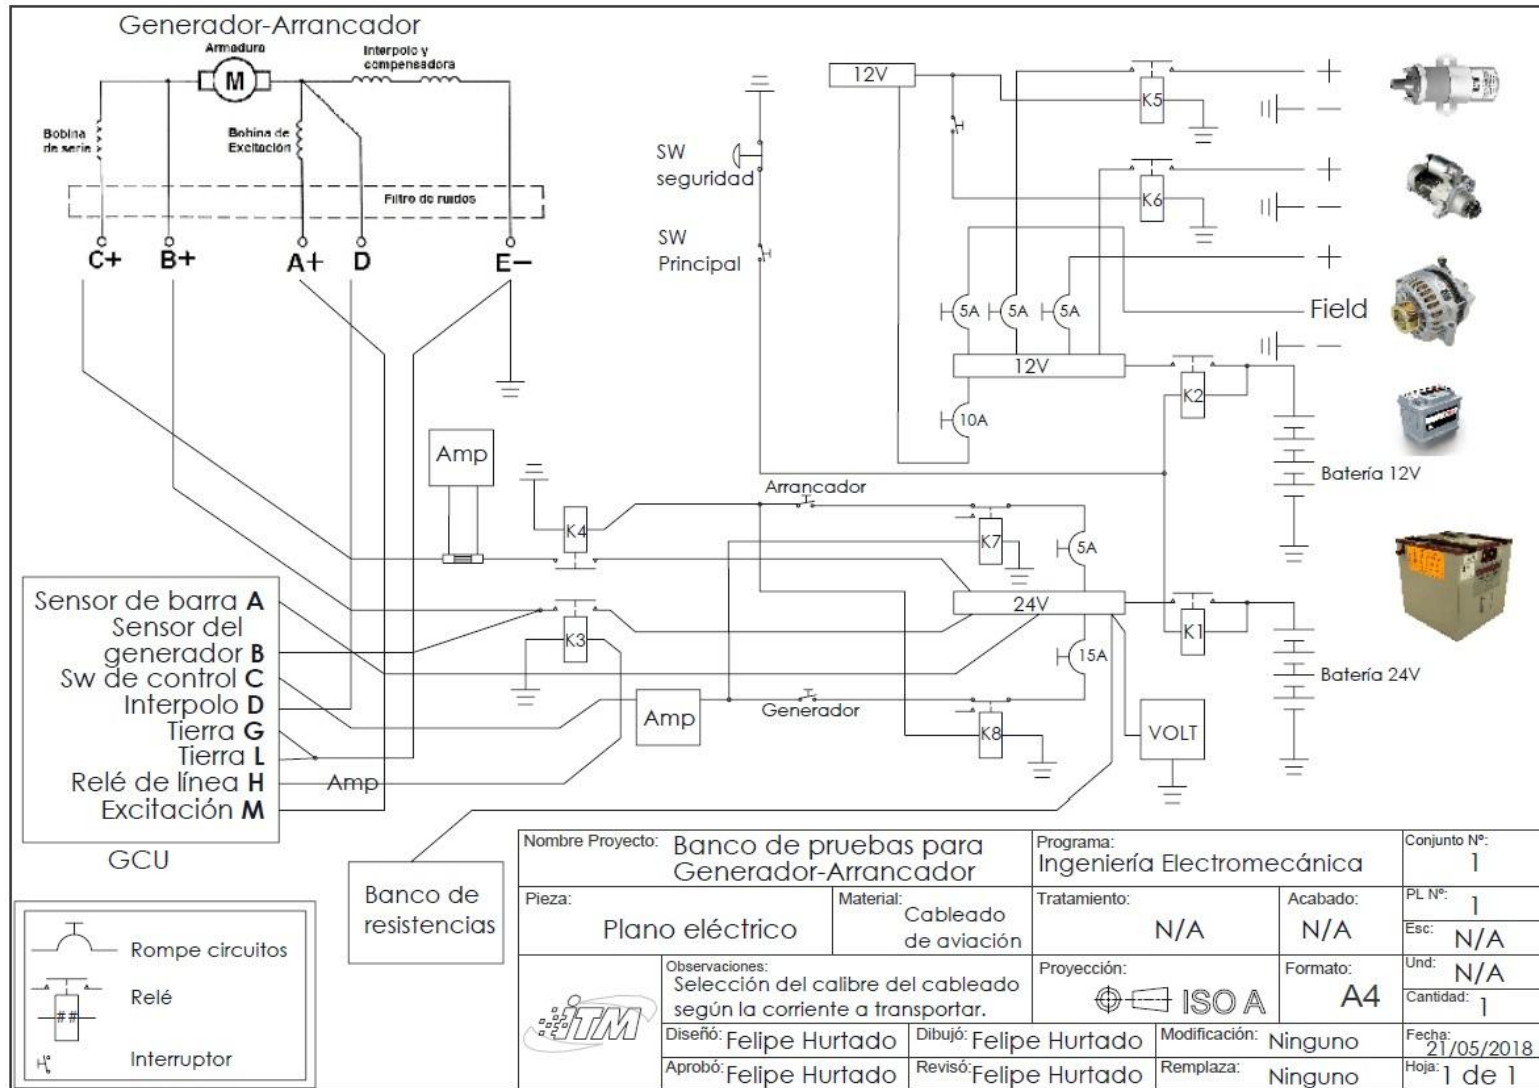 Generador-Arrancador
Armadura
M
Interpolo y
compensadora
Bobina
de serie
Bohina de
Excitación
Filtro de ruidos
C+
B+
A+
D
E−
SW
seguridad
SW
Principal
12V
K5
+
−
K6
+
−
+
5A
5A
5A
Field
−
12V
K2
10A
Batería 12V
Amp
Arrancador
K4
K7
5A
24V
K1
K3
15A
Batería 24V
Amp
Generador
K8
VOLT
Sensor de barra A
Sensor del
generador B
Sw de control C
Interpolo D
Tierra G
Tierra L
Relé de línea H
Amp
Excitación M
GCU
Banco de
resistencias
Rompe circuitos
Relé
##
Interruptor
Nombre Proyecto: Banco de pruebas para
Generador-Arrancador
Programa:
Ingeniería Electromecánica
Conjunto Nº:
1
Pieza:
Plano eléctrico
Material:
Cableado
de aviación
Tratamiento:
N/A
Acabado:
N/A
PL Nº:
1
Esc: N/A
iTM
Observaciones:
Selección del calibre del cableado
según la corriente a transportar.
Proyección:
ISO A
Formato:
A4
Und: N/A
Cantidad: 1
Diseñó: Felipe Hurtado
Dibujó: Felipe Hurtado
Modificación: Ninguno
Fecha:
21/05/2018
Aprobó: Felipe Hurtado
Revisó: Felipe Hurtado
Remplaza: Ninguno
Hoja: 1 de 1